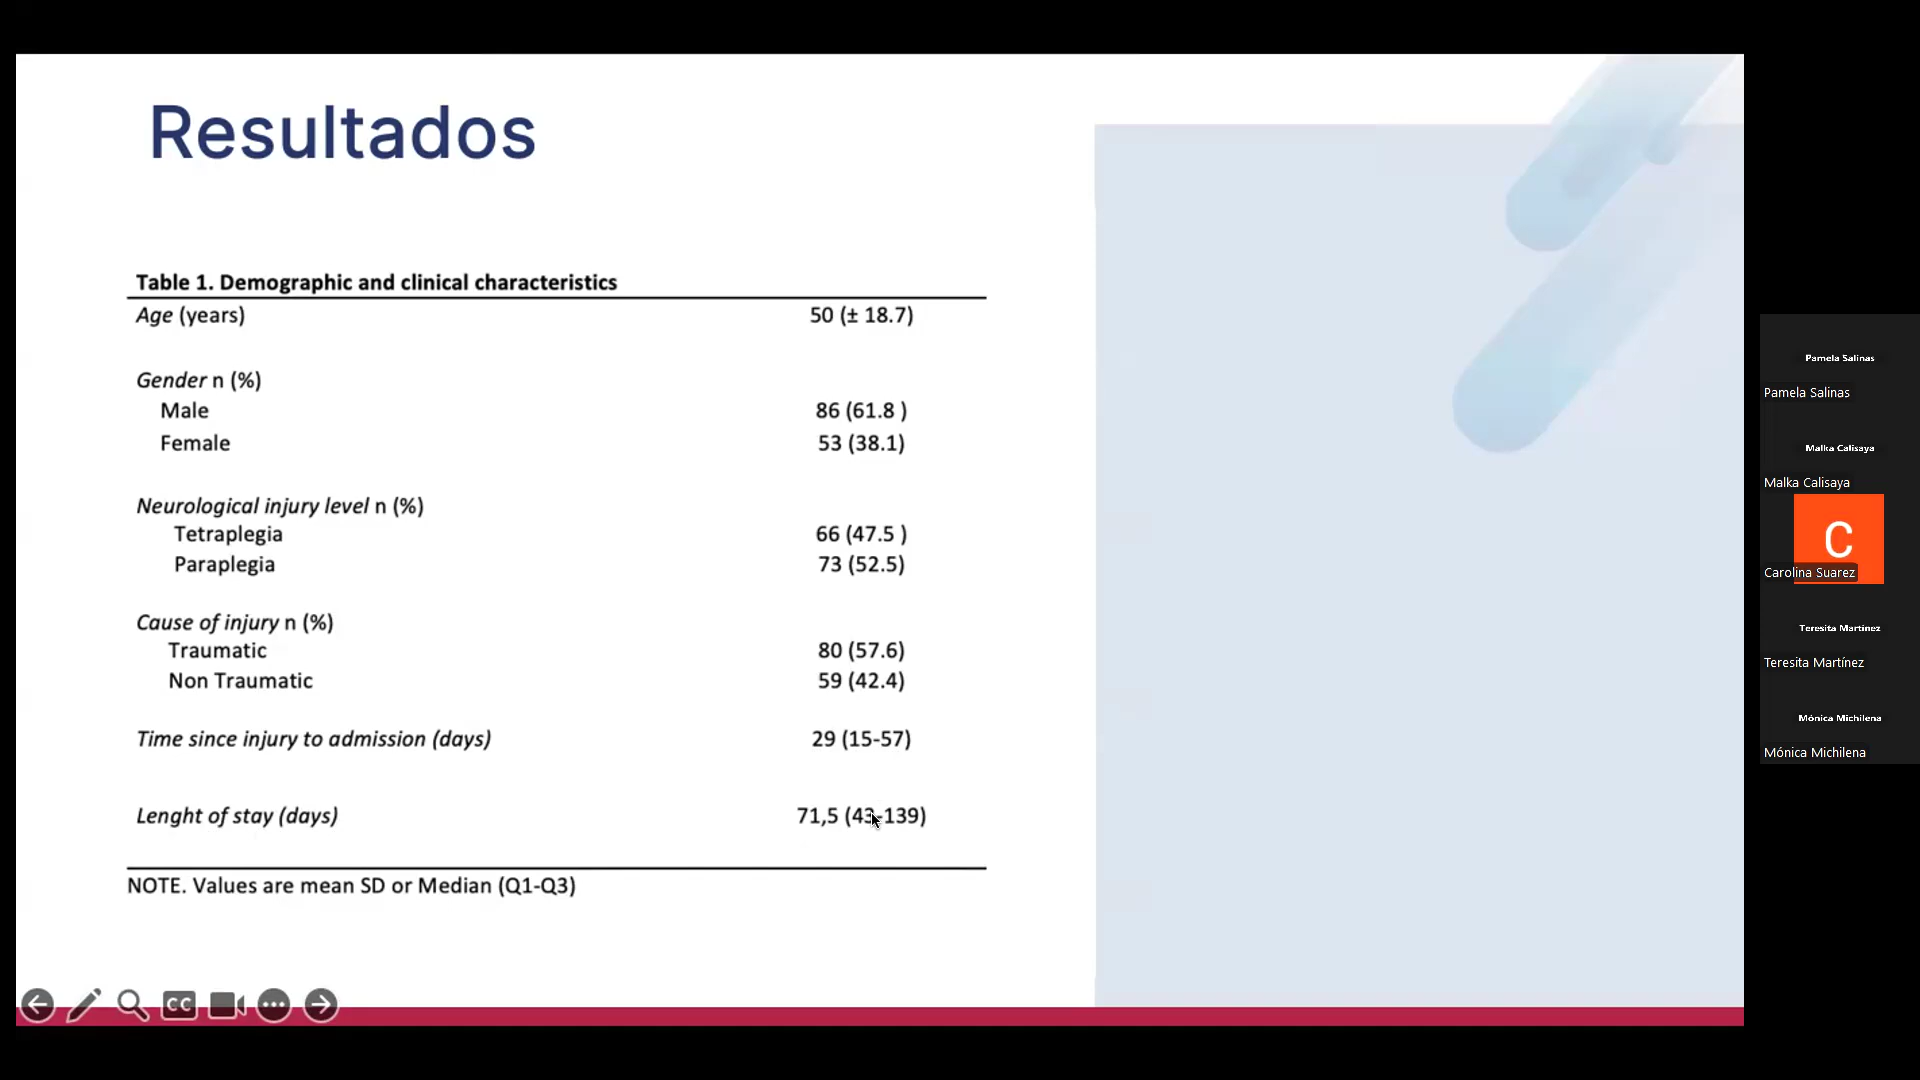 Resultados
Table 1. Demographic and clinical characteristics
Age (years) 50 (± 18.7)
Gender n (%)
Male 86 (61.8 )
Female 53 (38.1)
Neurological injury level n (%)
Tetraplegia 66 (47.5 )
Paraplegia 73 (52.5)
Cause of injury n (%)
Traumatic 80 (57.6)
Non Traumatic 59 (42.4)
Time since injury to admission (days) 29 (15-57)
Lenght of stay (days) 71,5 (43-139)
NOTE. Values are mean SD or Median (Q1-Q3)
CC
Pamela Salinas
Pamela Salinas
Malka Calisaya
Malka Calisaya
C
Carolina Suarez
Teresita Martínez
Teresita Martínez
Mónica Michilena
Mónica Michilena